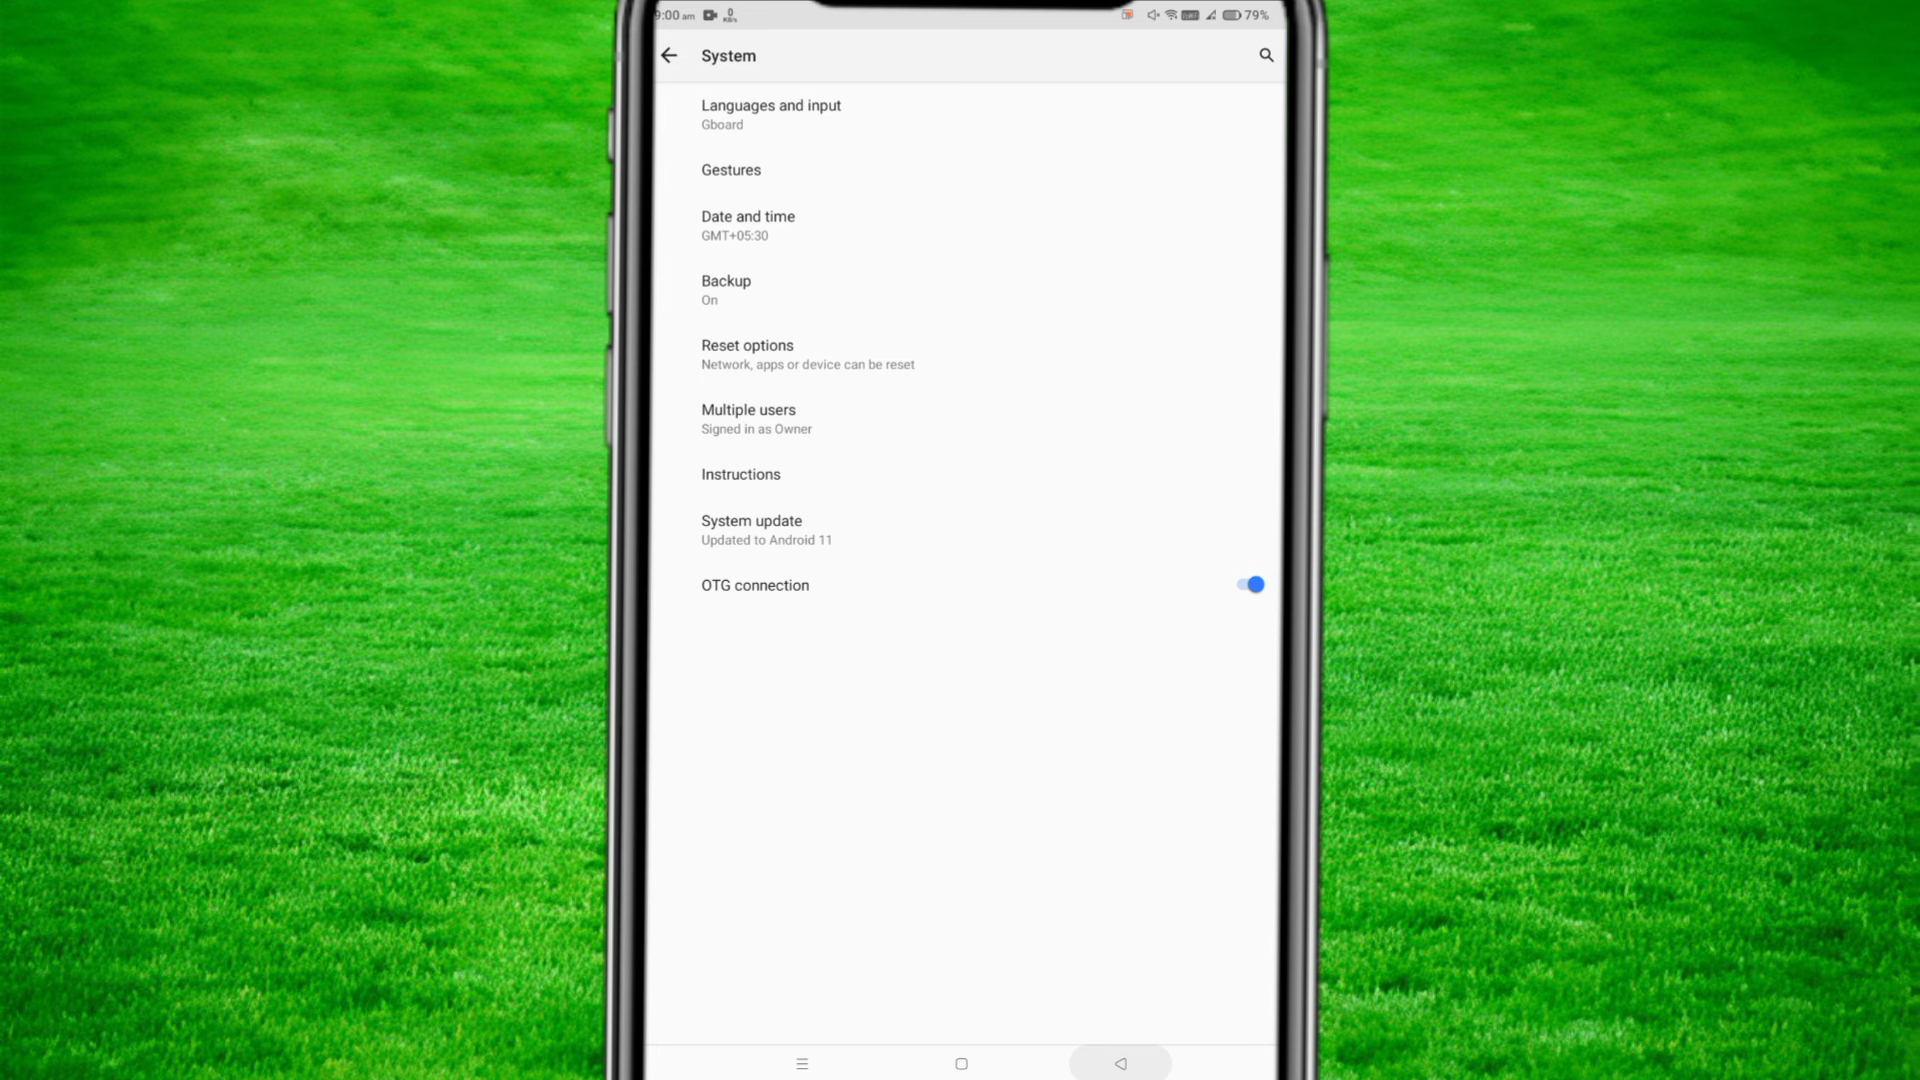 9:00 am 0 KB/s 79%
System
Languages and input
Gboard
Gestures
Date and time
GMT+05:30
Backup
On
Reset options
Network, apps or device can be reset
Multiple users
Signed in as Owner
Instructions
System update
Updated to Android 11
OTG connection